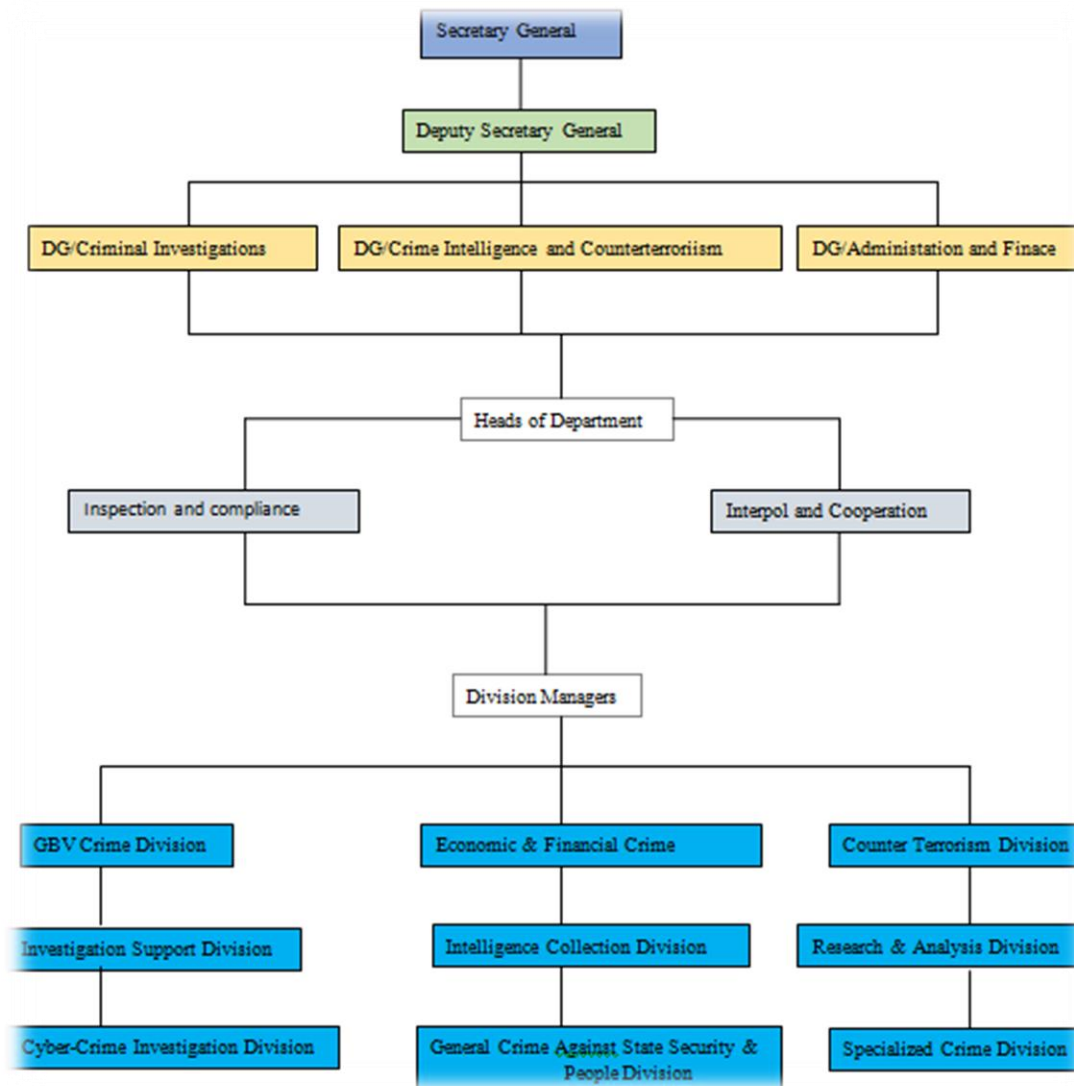 Secretary General
Deputy Secretary General
DG/Criminal Investigations
DG/Crime Intelligence and Counterterroriism
DG/Administation and Finace
Heads of Department
Inspection and compliance
Interpol and Cooperation
Division Managers
GBV Crime Division
Economic & Financial Crime
Counter Terrorism Division
Investigation Support Division
Intelligence Collection Division
Research & Analysis Division
Cyber-Crime Investigation Division
General Crime Against State Security &
People Division
Specialized Crime Division